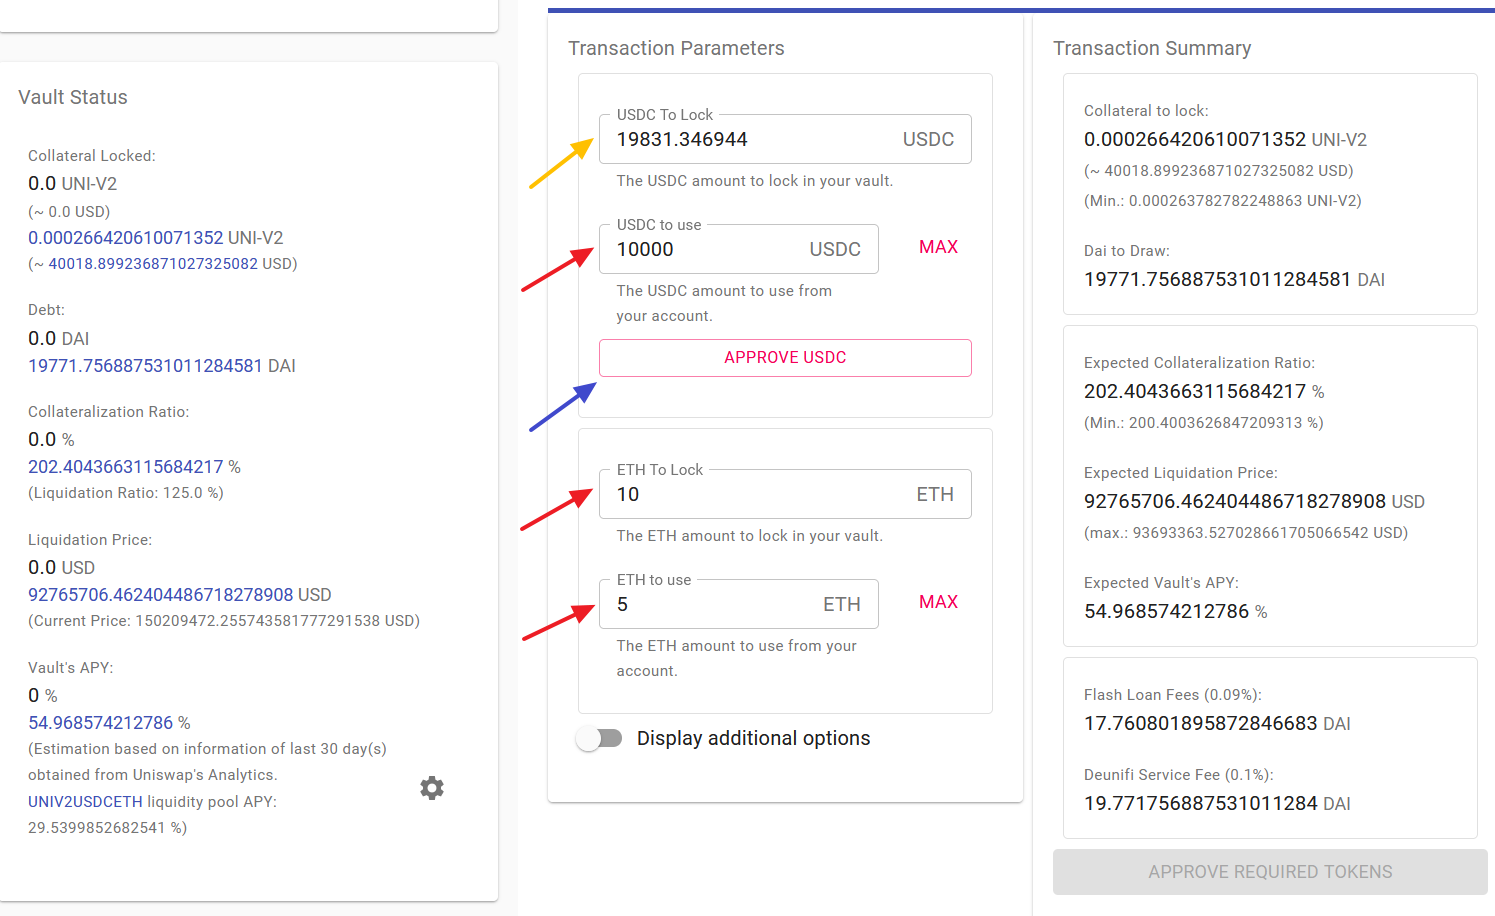 Vault Status
Collateral Locked:
0.0 UNI-V2
(~ 0.0 USD)
0.000266420610071352 UNI-V2
(~ 40018.899236871027325082 USD)
Debt:
0.0 DAI
19771.756887531011284581 DAI
Collateralization Ratio:
0.0 %
202.4043663115684217 %
(Liquidation Ratio: 125.0 %)
Liquidation Price:
0.0 USD
92765706.462404486718278908 USD
(Current Price: 150209472.255743581777291538 USD)
Vault's APY:
0 %
54.968574212786 %
(Estimation based on information of last 30 day(s)
obtained from Uniswap's Analytics.
UNIV2USDCETH liquidity pool APY:
29.5399852682541 %)
Transaction Parameters
USDC To Lock
19831.346944 USDC
The USDC amount to lock in your vault.
USDC to use
10000 USDC MAX
The USDC amount to use from
your account.
APPROVE USDC
ETH To Lock
10 ETH
The ETH amount to lock in your vault.
ETH to use
5 ETH MAX
The ETH amount to use from your
account.
Display additional options
Transaction Summary
Collateral to lock:
0.000266420610071352 UNI-V2
(~ 40018.899236871027325082 USD)
(Min.: 0.000263782782248863 UNI-V2)
Dai to Draw:
19771.756887531011284581 DAI
Expected Collateralization Ratio:
202.4043663115684217 %
(Min.: 200.4003626847209313 %)
Expected Liquidation Price:
92765706.462404486718278908 USD
(max.: 93693363.527028661705066542 USD)
Expected Vault's APY:
54.968574212786 %
Flash Loan Fees (0.09%):
17.760801895872846683 DAI
Deunifi Service Fee (0.1%):
19.771756887531011284 DAI
APPROVE REQUIRED TOKENS